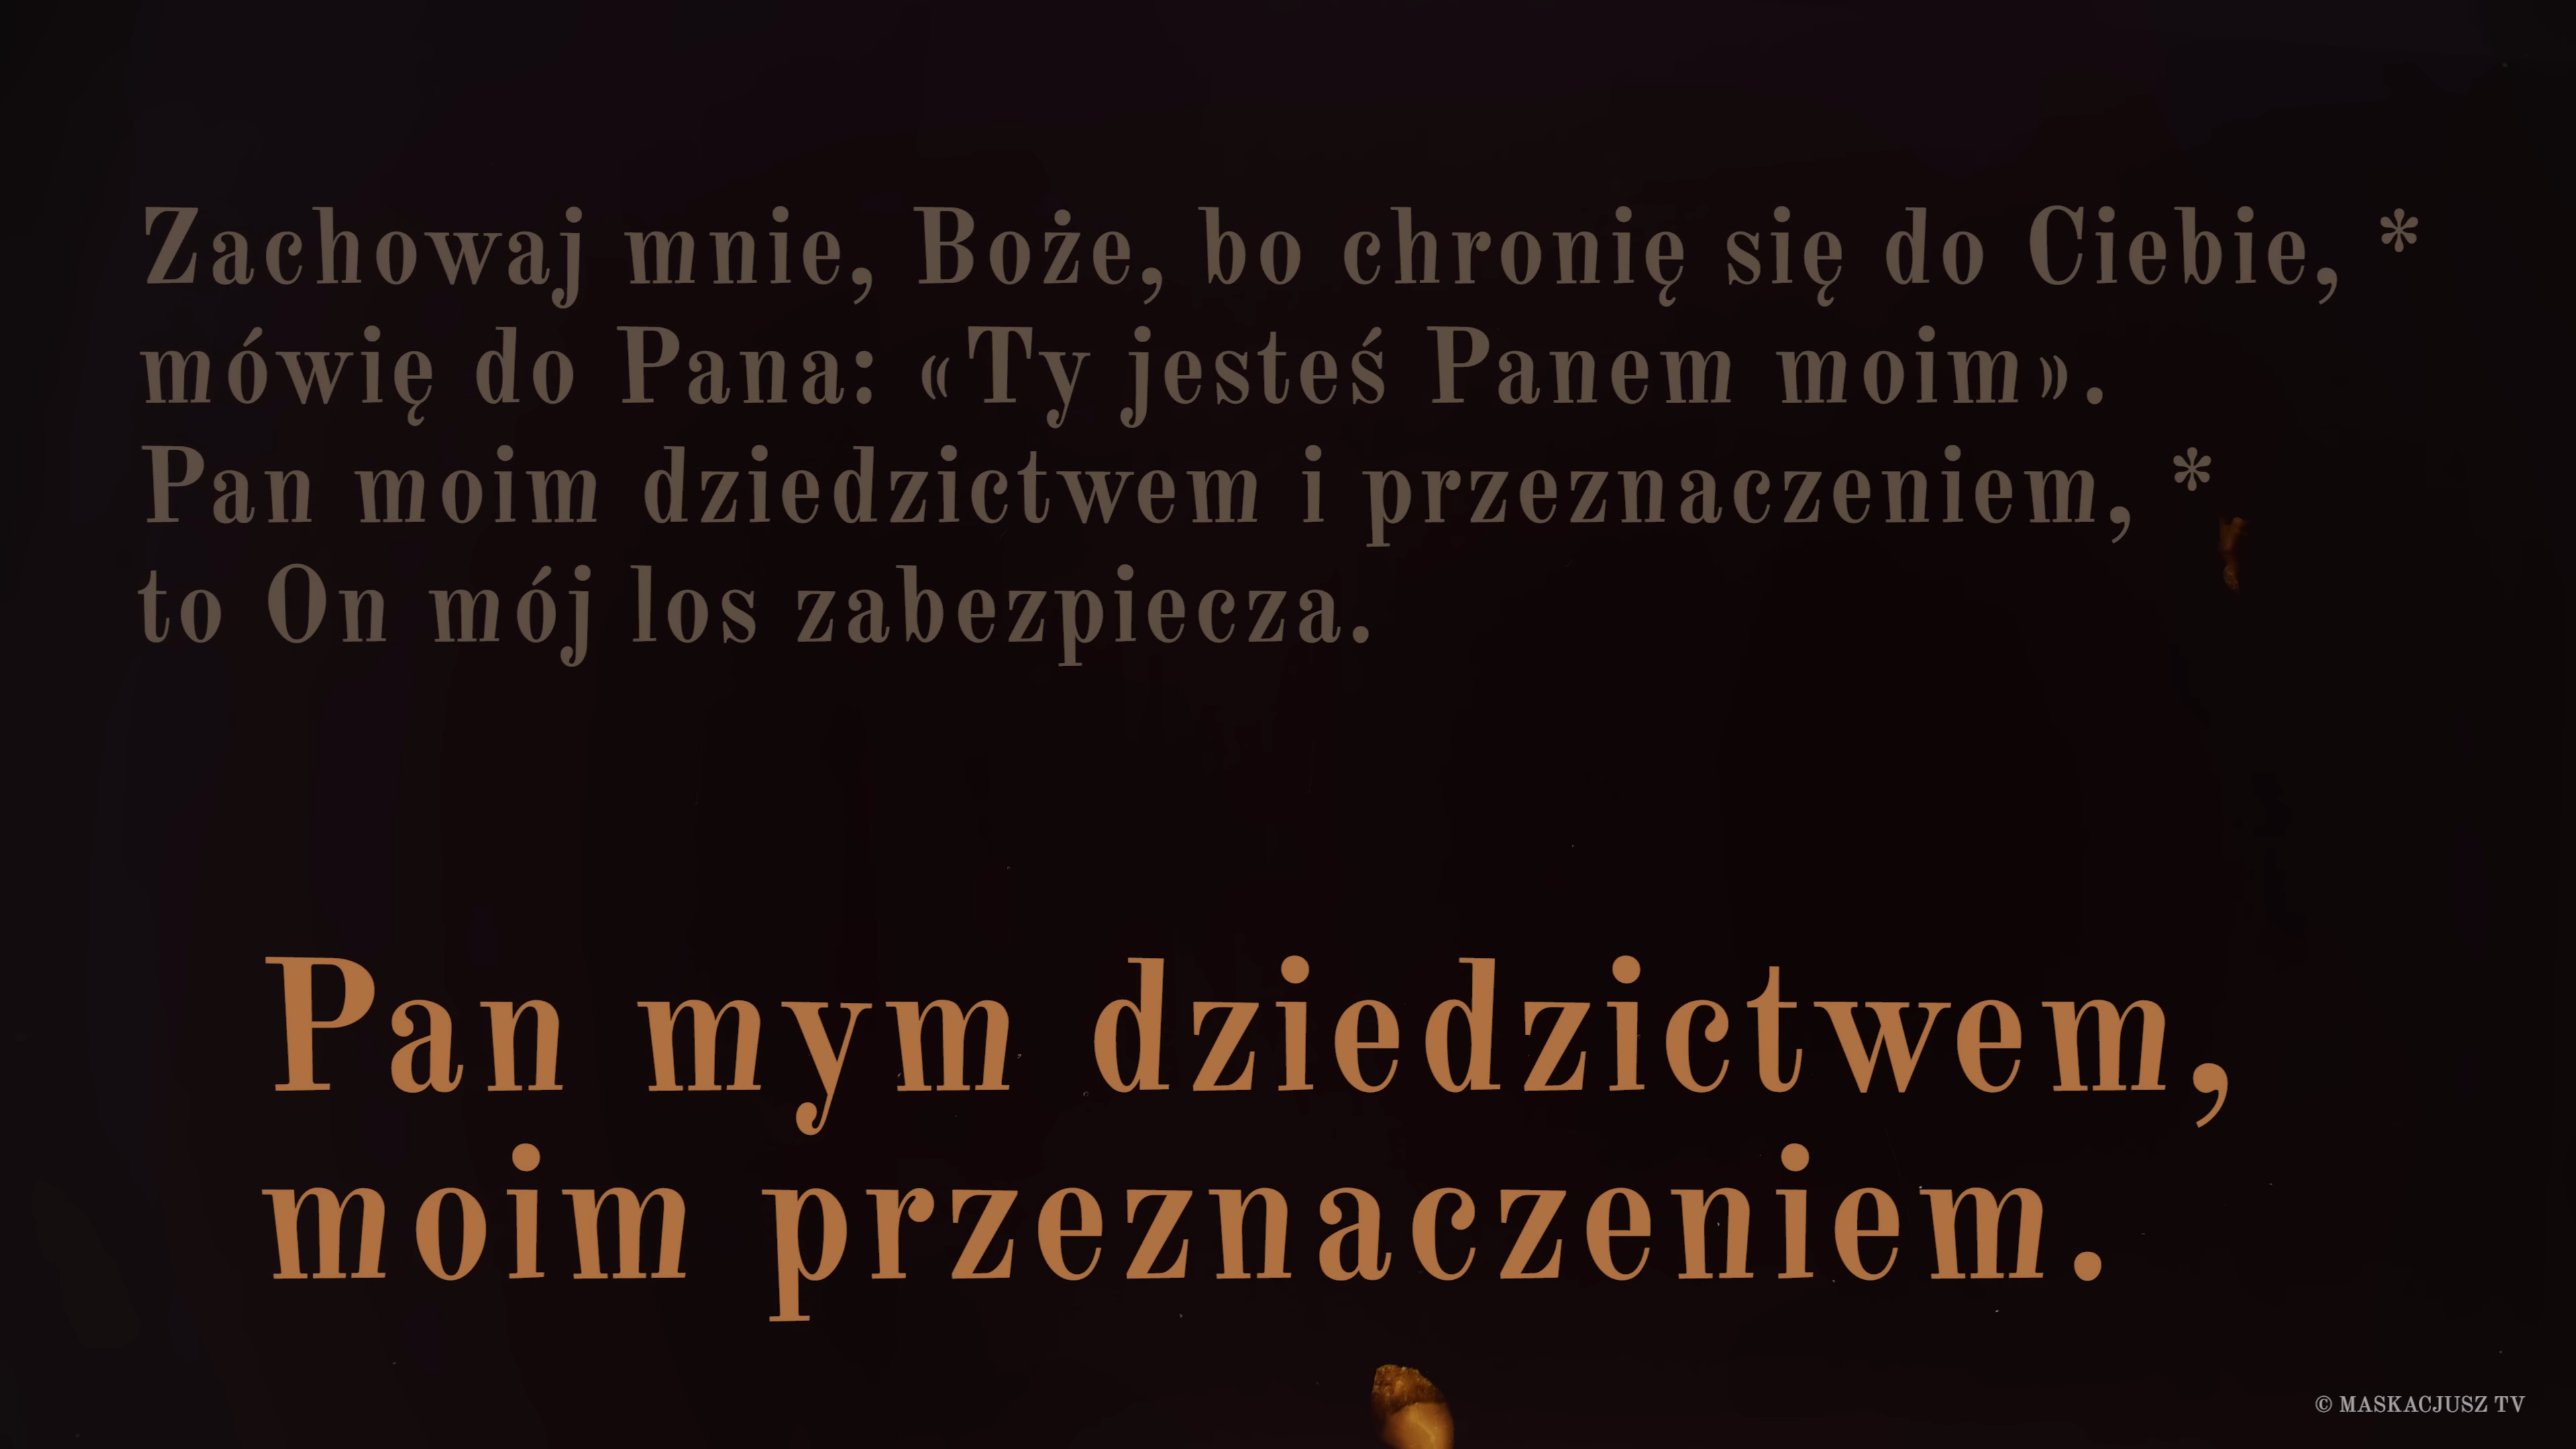 Zachowaj mnie, Boże, bo chronię się do Ciebie, *
mówię do Pana: «Ty jesteś Panem moim».
Pan moim dziedzictwem i przeznaczeniem, *
to On mój los zabezpiecza.
Pan mym dziedzictwem,
moim przeznaczeniem.
© MASKACJUSZ TV